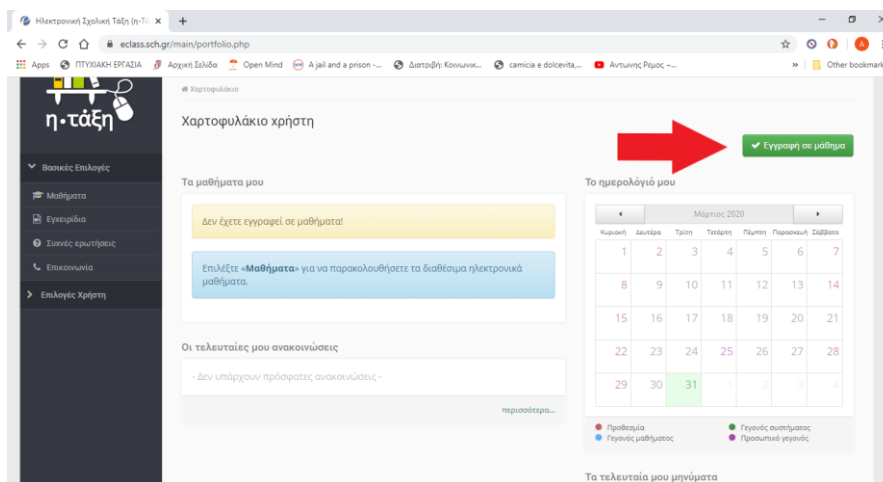 Ηλεκτρονική Σχολική Τάξη (η-Τά
eclass.sch.gr/main/portfolio.php
Apps ΠΤΥΧΙΑΚΗ ΕΡΓΑΣΙΑ Αρχική Σελίδα Open Mind A jail and a prison -... Διατριβή: Κοινωνικ... camicia e dolcevita,... Αντωνης Ρεμος –... » Other bookmark
η·τάξη
Βασικές Επιλογές
Μαθήματα
Εγχειρίδια
Συχνές ερωτήσεις
Επικοινωνία
Επιλογές Χρήστη
Χαρτοφυλάκιο
Χαρτοφυλάκιο χρήστη
Εγγραφή σε μάθημα
Τα μαθήματα μου
Δεν έχετε εγγραφεί σε μαθήματα!
Επιλέξτε «Μαθήματα» για να παρακολουθήσετε τα διαθέσιμα ηλεκτρονικά
μαθήματα.
Οι τελευταίες μου ανακοινώσεις
- Δεν υπάρχουν πρόσφατες ανακοινώσεις -
περισσότερα...
Το ημερολόγιό μου
Μάρτιος 2020
Κυριακή Δευτέρα Τρίτη Τετάρτη Πέμπτη Παρασκευή Σάββατο
1 2 3 4 5 6 7
8 9 10 11 12 13 14
15 16 17 18 19 20 21
22 23 24 25 26 27 28
29 30 31 1 2 3 4
Προθεσμία Γεγονός συστήματος
Γεγονός μαθήματος Προσωπικό γεγονός
Τα τελευταία μου μηνύματα